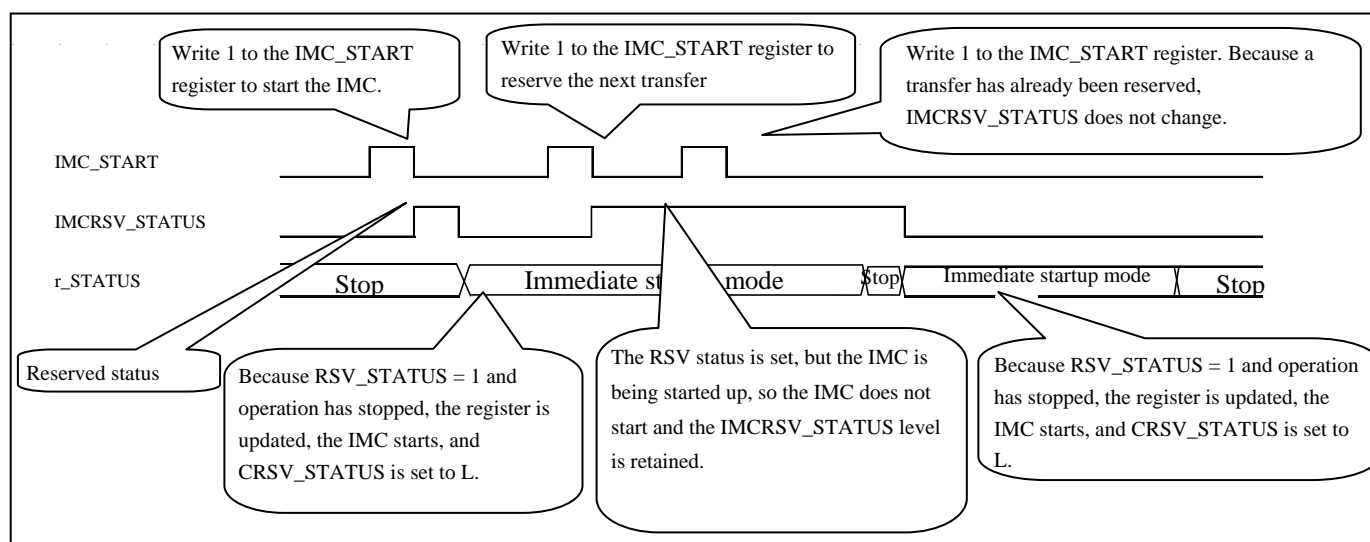 Write 1 to the IMC_START
register to start the IMC.
Write 1 to the IMC_START register to
reserve the next transfer
Write 1 to the IMC_START register. Because a
transfer has already been reserved,
IMCRSV_STATUS does not change.
IMC_START
IMCRSV_STATUS
r_STATUS
Stop
Immediate st mode
Stop
Immediate startup mode
Stop
Reserved status
Because RSV_STATUS = 1 and
operation has stopped, the register is
updated, the IMC starts, and
CRSV_STATUS is set to L.
The RSV status is set, but the IMC is
being started up, so the IMC does not
start and the IMCRSV_STATUS level
is retained.
Because RSV_STATUS = 1 and operation
has stopped, the register is updated, the
IMC starts, and CRSV_STATUS is set to
L.